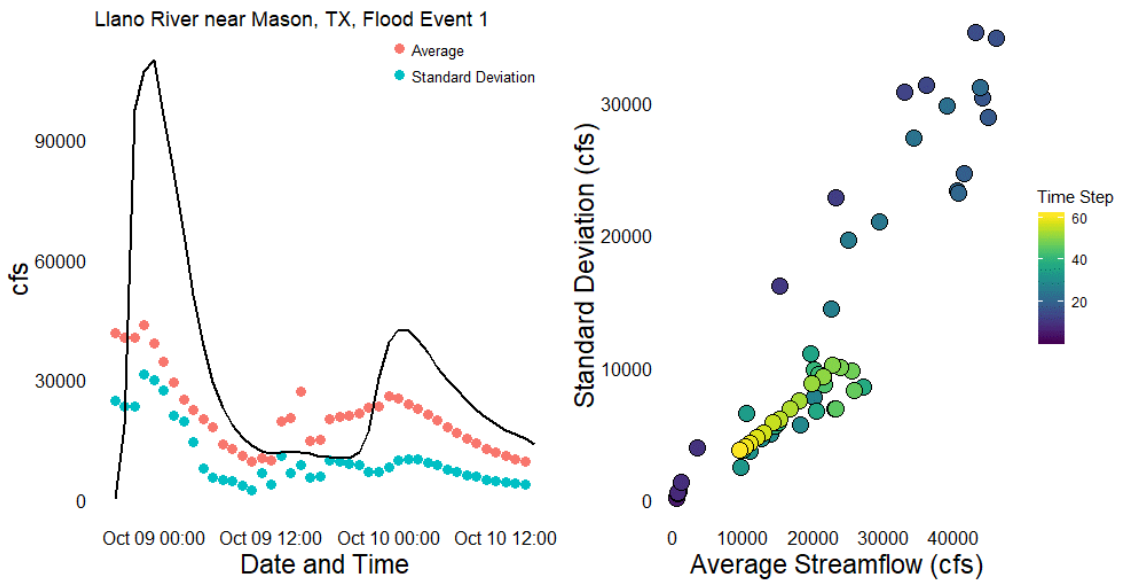 Llano River near Mason, TX, Flood Event 1
Average
Standard Deviation
cfs
90000
60000
30000
0
Oct 09 00:00
Oct 09 12:00
Oct 10 00:00
Oct 10 12:00
Date and Time
Standard Deviation (cfs)
30000
20000
10000
0
0
10000
20000
30000
40000
Average Streamflow (cfs)
Time Step
60
40
20